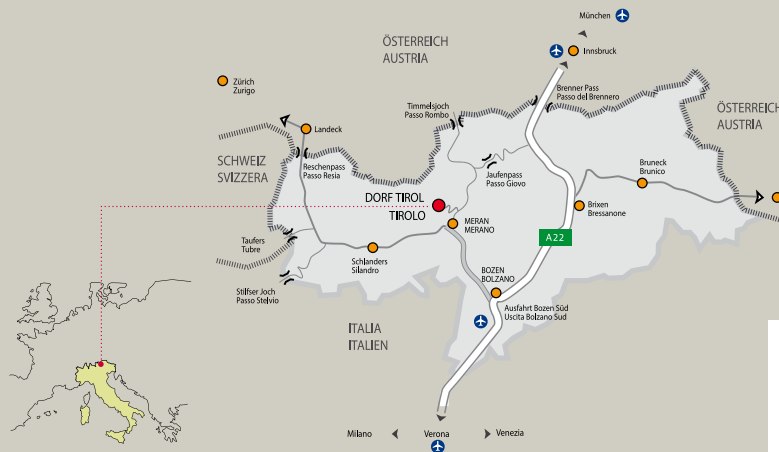 München
ÖSTERREICH
AUSTRIA
Innsbruck
Zürich
Zurigo
Brenner Pass
Passo del Brennero
Timmelsjoch
Passo Rombo
ÖSTERREICH
AUSTRIA
Landeck
SCHWEIZ
SVIZZERA
Reschenpass
Passo Resia
Jaufenpass
Passo Giovo
Bruneck
Brunico
DORF TIROL
TIROLO
Brixen
Bressanone
MERAN
MERANO
A22
Taufers
Tubre
Schlanders
Silandro
BOZEN
BOLZANO
Stilfser Joch
Passo Stelvio
Ausfahrt Bozen Süd
Uscita Bolzano Sud
ITALIA
ITALIEN
Milano
Verona
Venezia